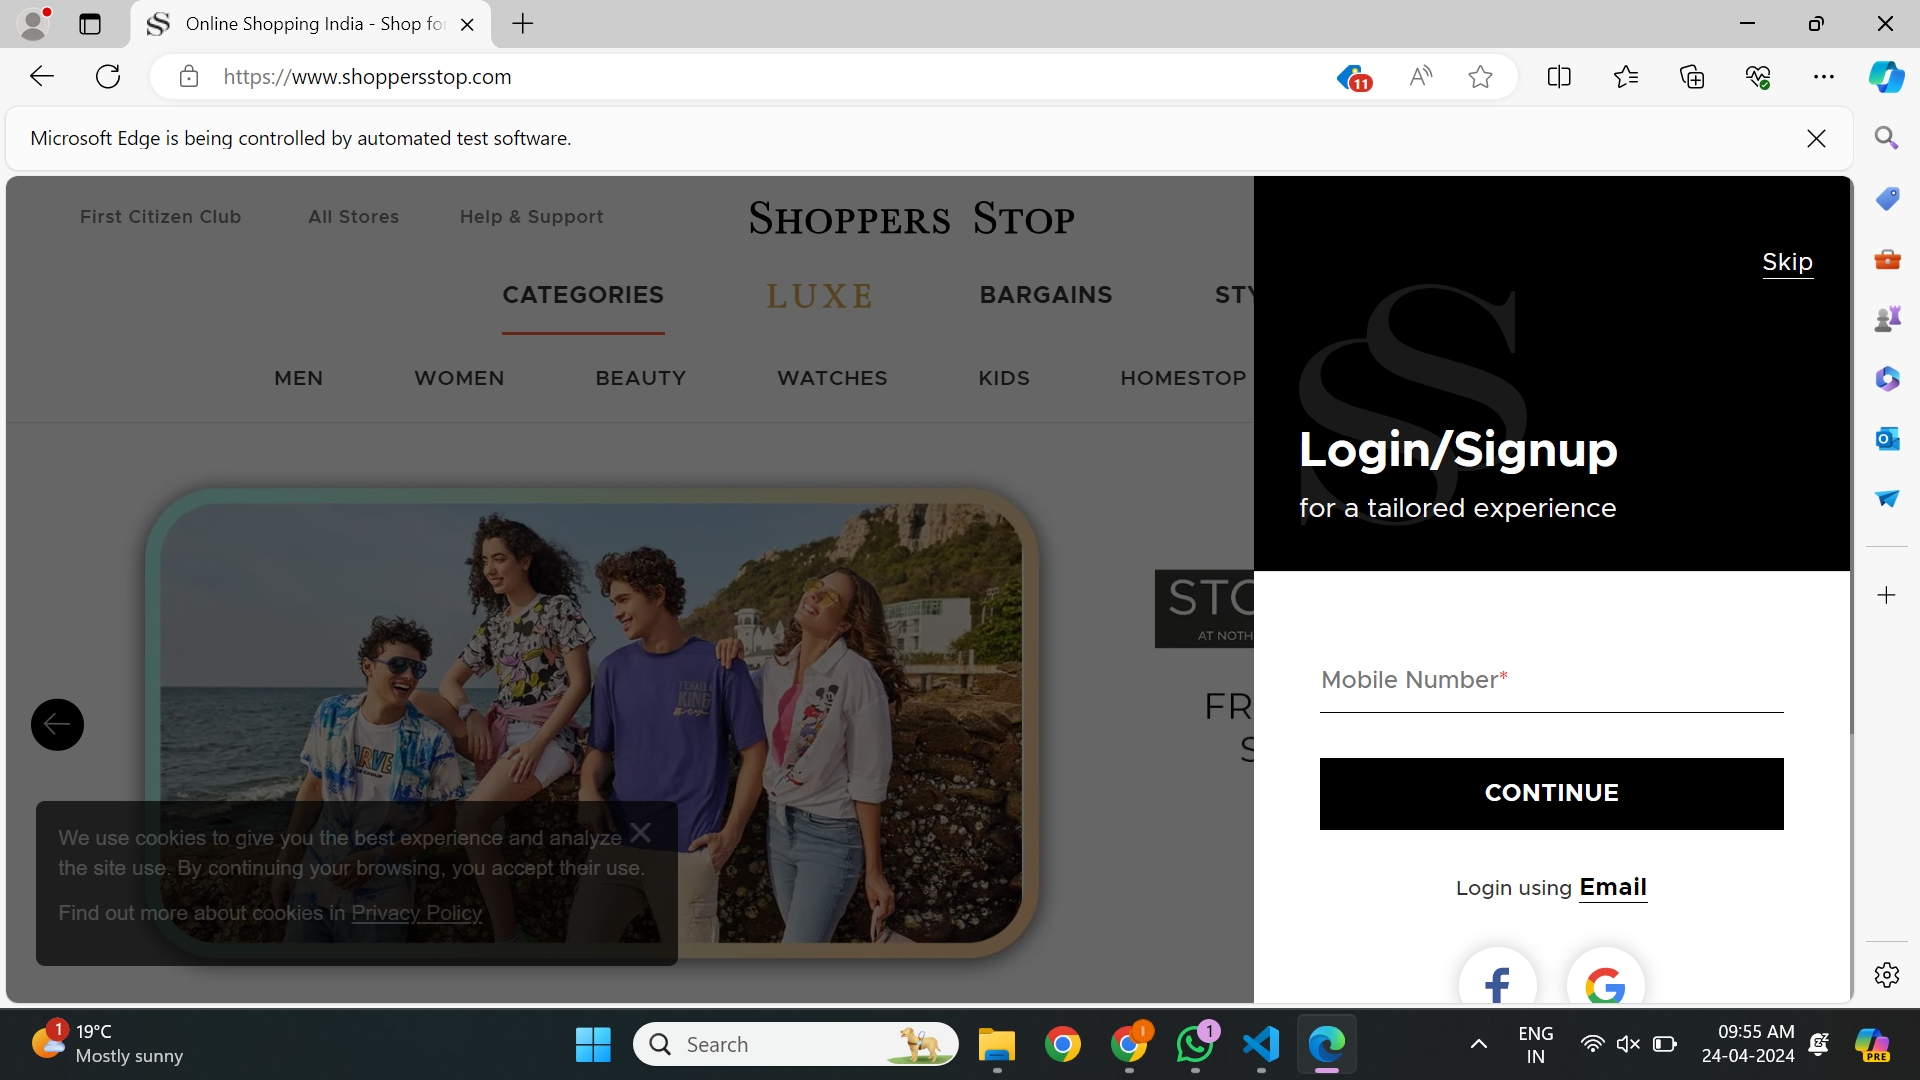 Online Shopping India - Shop for
https://www.shoppersstop.com
11
Microsoft Edge is being controlled by automated test software.
First Citizen Club
All Stores
Help & Support
SHOPPERS STOP
CATEGORIES
LUXE
BARGAINS
STY
MEN
WOMEN
BEAUTY
WATCHES
KIDS
HOMESTOP
STO
AT NOTH
FR
S
We use cookies to give you the best experience and analyze
the site use. By continuing your browsing, you accept their use.
Find out more about cookies in Privacy Policy
Skip
Login/Signup
for a tailored experience
Mobile Number*
CONTINUE
Login using Email
1
19°C
Mostly sunny
Search
1
ENG
IN
09:55 AM
24-04-2024
PRE